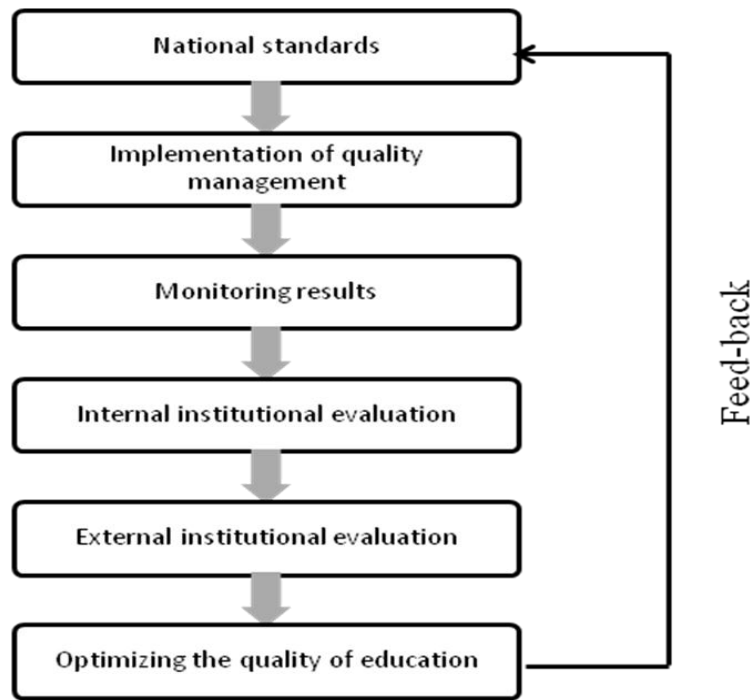 National standards
Implementation of quality
management
Monitoring results
Internal institutional evaluation
External institutional evaluation
Optimizing the quality of education
Feed-back